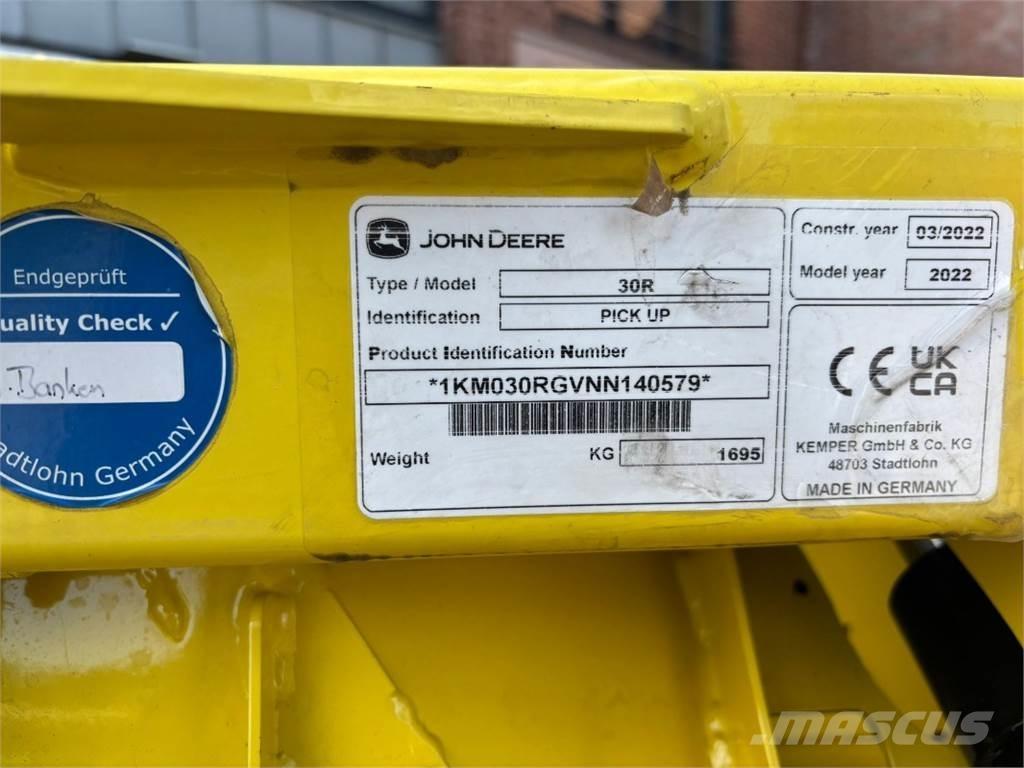 Endgeprüft
uality Check ✓
Banken
adtlohn Germany
JOHN DEERE
Type / Model 30R
Identification PICK UP
Product Identification Number
*1KM030RGVNN140579*
Weight KG 1695
Constr. year 03/2022
Model year 2022
CE UK CA
Maschinenfabrik
KEMPER GmbH & Co. KG
48703 Stadtlohn
MADE IN GERMANY
MASCUS